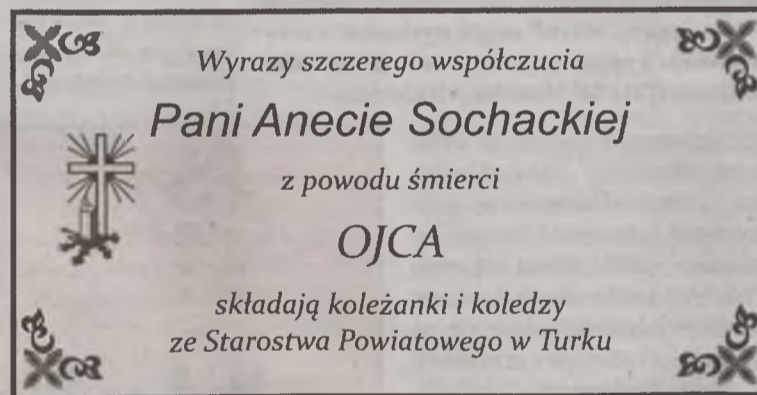 Wyrazy szczerego współczucia
Pani Anecie Sochackiej
z powodu śmierci
OJCA
składają koleżanki i koledzy
ze Starostwa Powiatowego w Turku